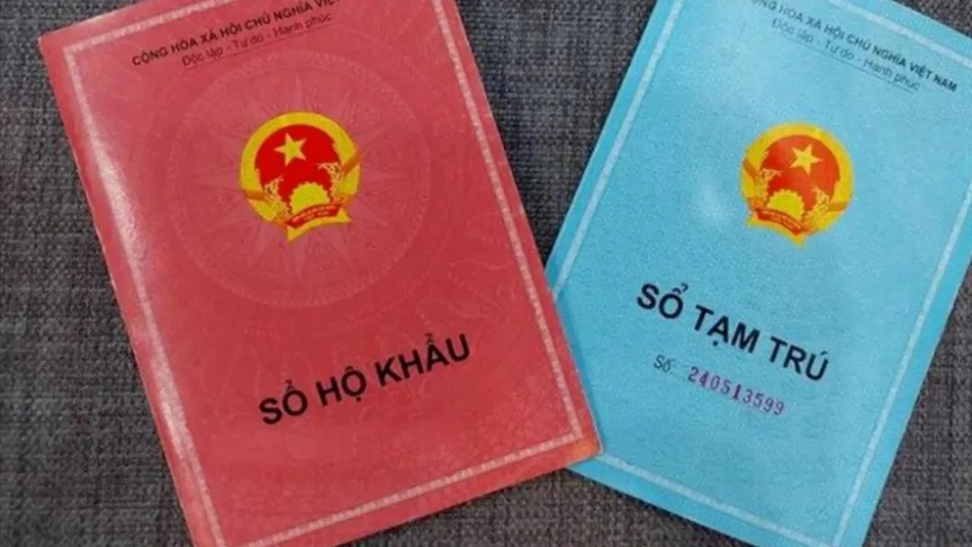 CỘNG HÒA XÃ HỘI CHỦ NGHĨA VIỆT
Độc lập - Tự do - Hạnh phúc
SỔ HỘ KHẨU
CỘNG HÒA XÃ HỘI CHỦ NGHĨA VIỆT NAM
Độc lập - Tự do - Hạnh phúc
SỔ TẠM TRÚ
Số: 240513599